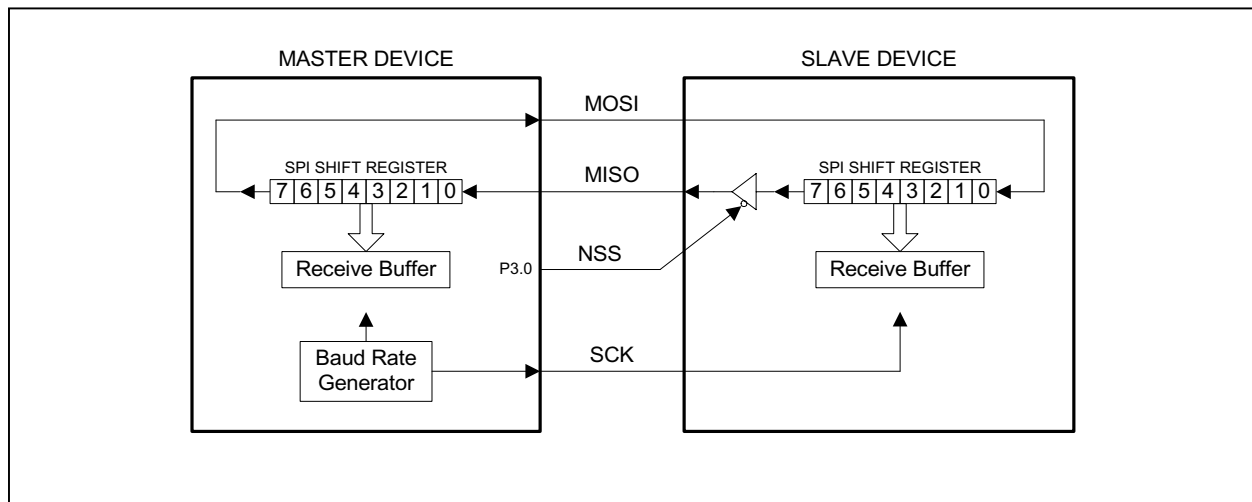 MASTER DEVICE
SLAVE DEVICE
MOSI
SPI SHIFT REGISTER
7 6 5 4 3 2 1 0
MISO
SPI SHIFT REGISTER
7 6 5 4 3 2 1 0
Receive Buffer
P3.0
NSS
Receive Buffer
Baud Rate
Generator
SCK